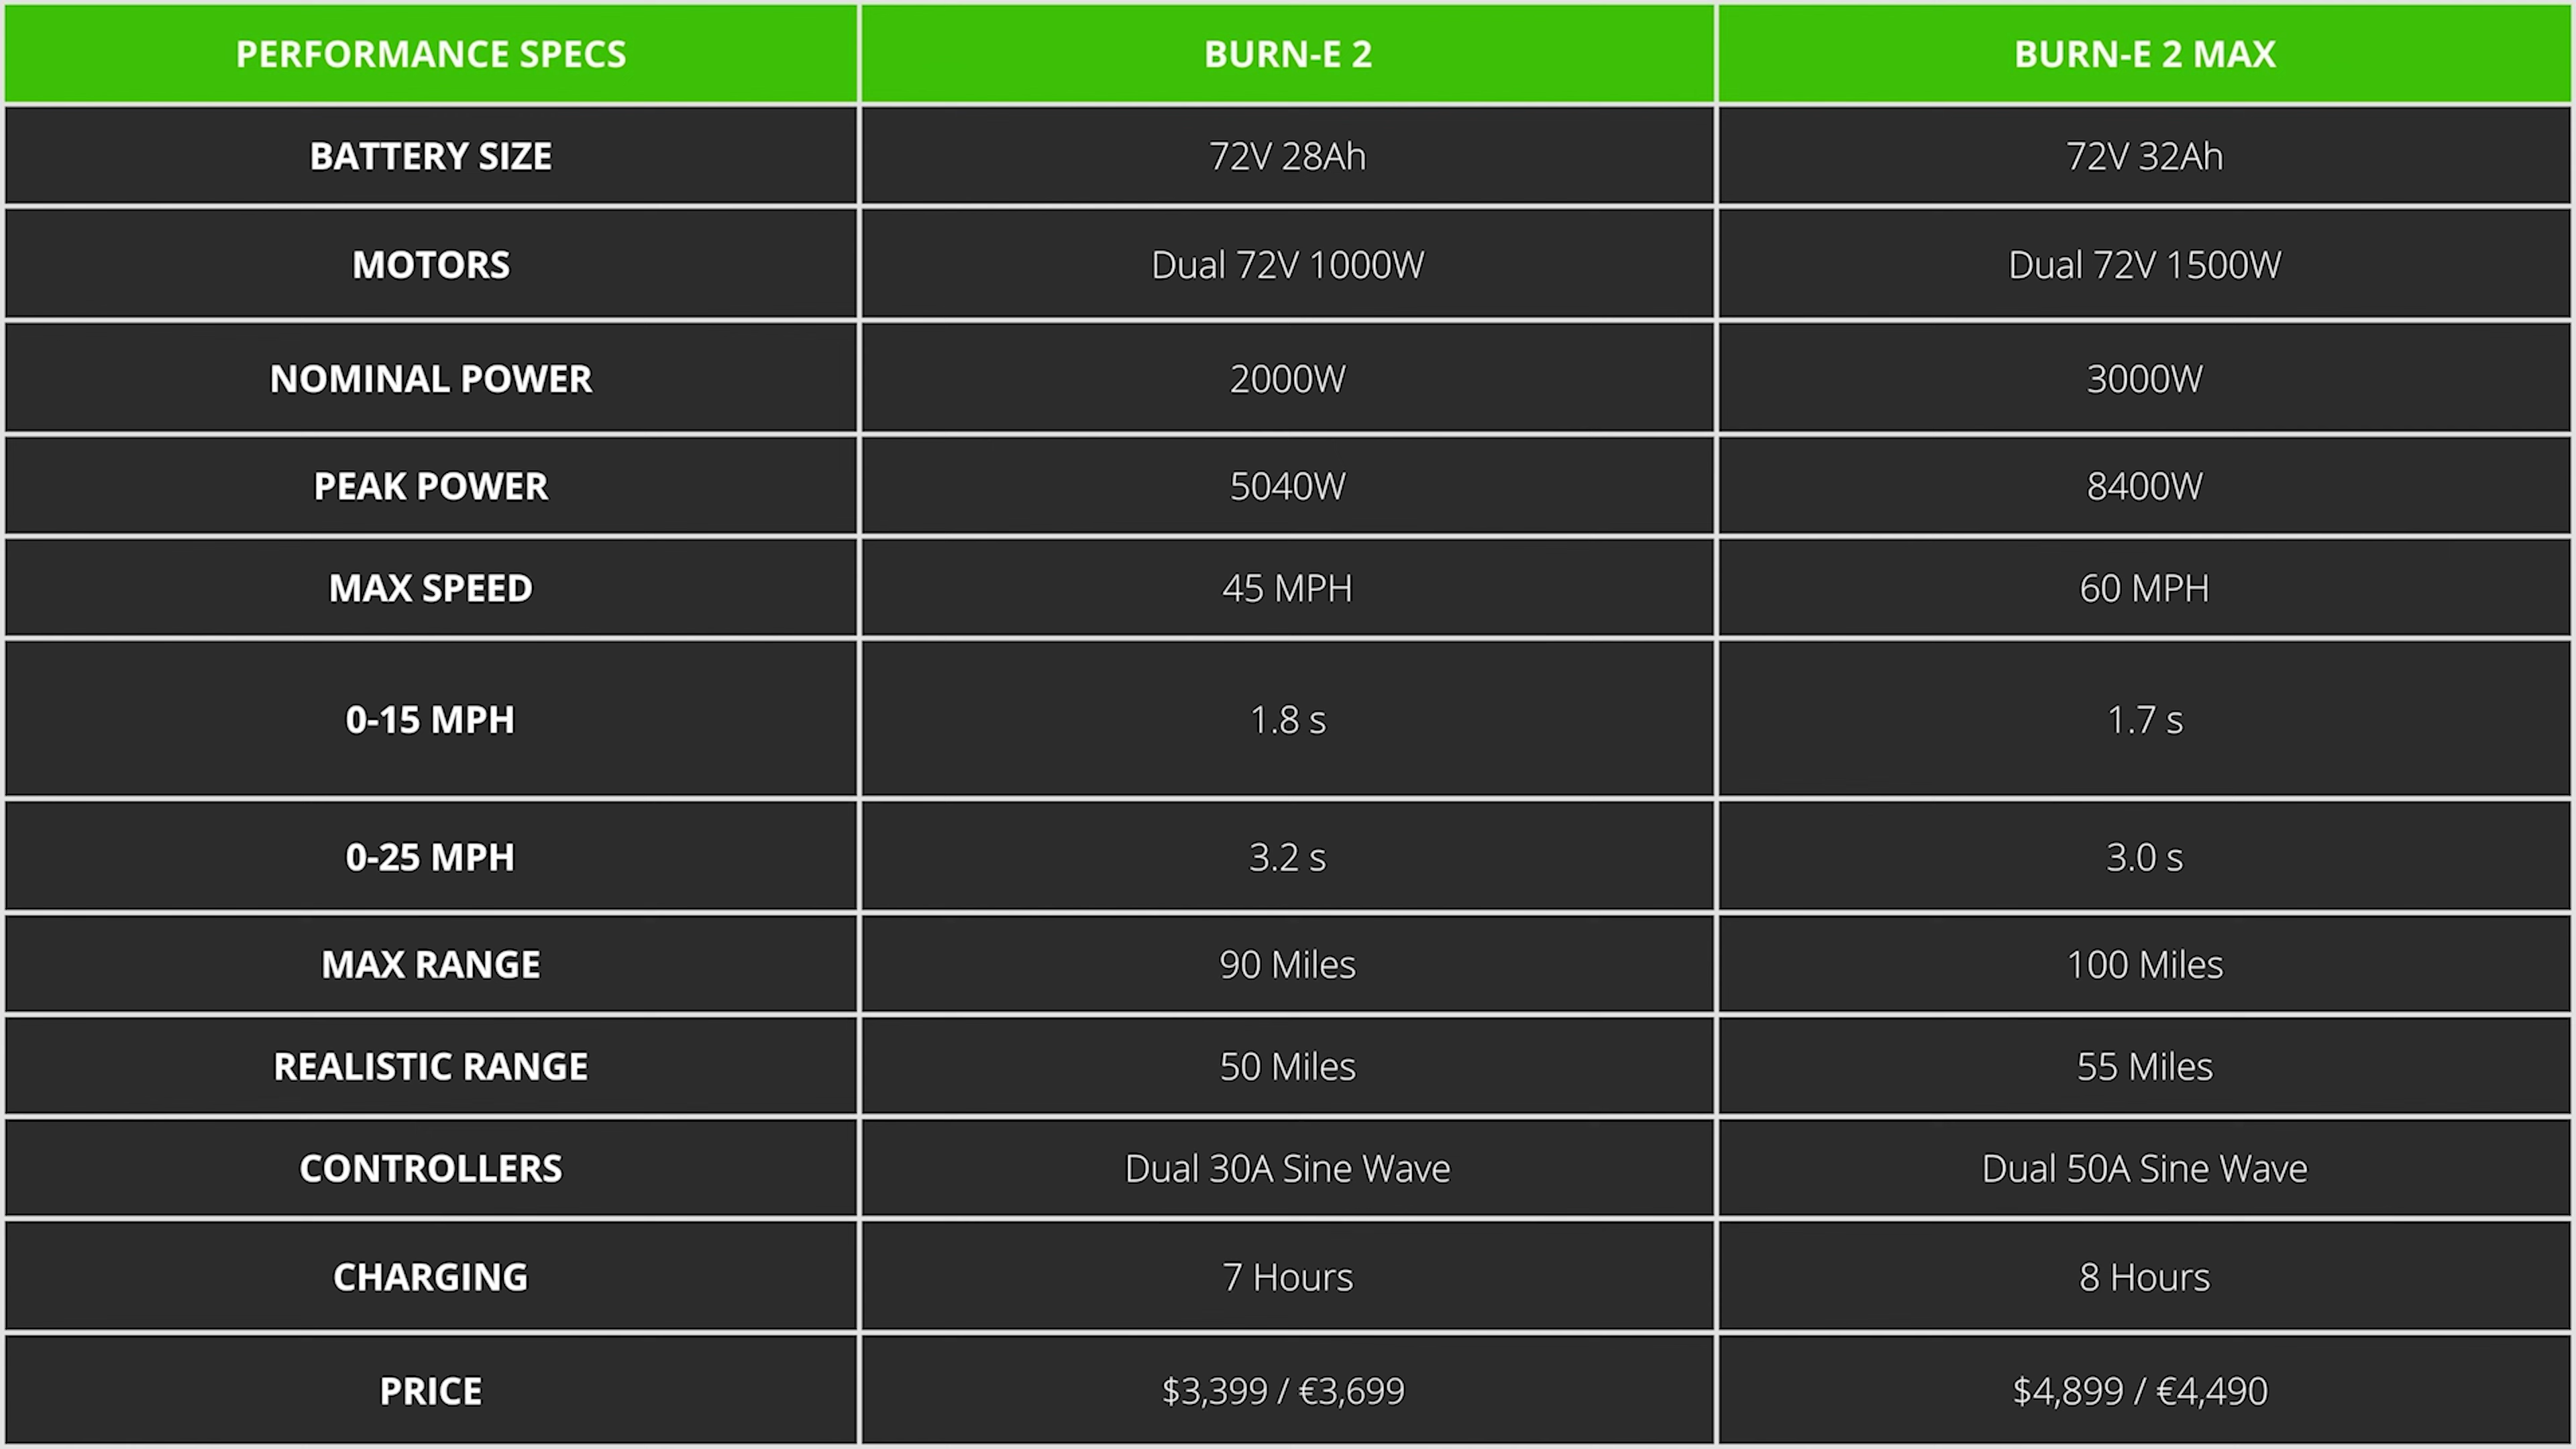 PERFORMANCE SPECS BURN-E 2 BURN-E 2 MAX
BATTERY SIZE 72V 28Ah 72V 32Ah
MOTORS Dual 72V 1000W Dual 72V 1500W
NOMINAL POWER 2000W 3000W
PEAK POWER 5040W 8400W
MAX SPEED 45 MPH 60 MPH
0-15 MPH 1.8 s 1.7 s
0-25 MPH 3.2 s 3.0 s
MAX RANGE 90 Miles 100 Miles
REALISTIC RANGE 50 Miles 55 Miles
CONTROLLERS Dual 30A Sine Wave Dual 50A Sine Wave
CHARGING 7 Hours 8 Hours
PRICE $3,399 / €3,699 $4,899 / €4,490